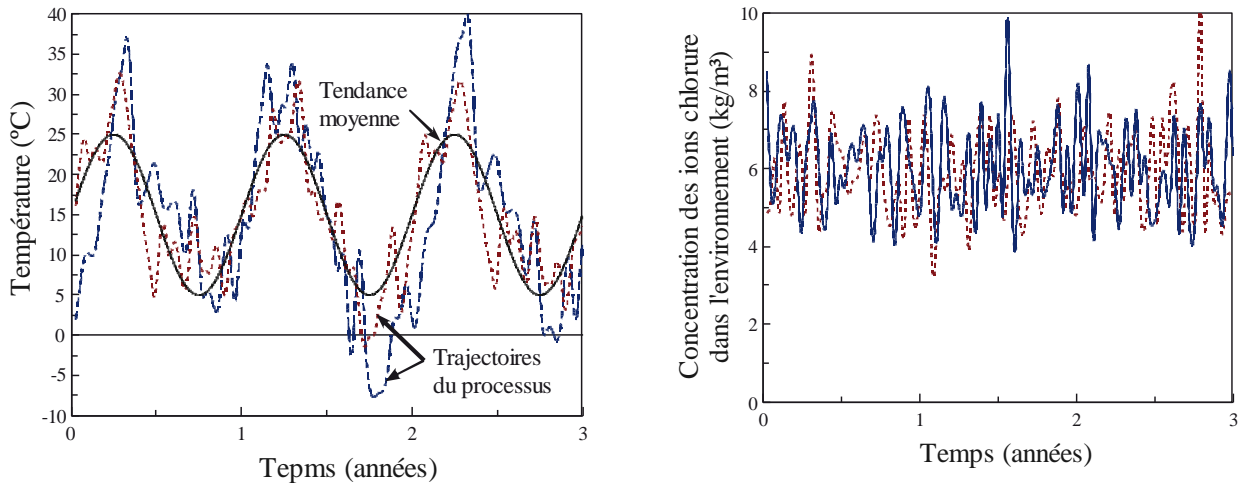 Température (ºC)
40
35
30
25
20
15
10
5
0
-5
-10
Tendance
moyenne
Trajectoires
du processus
0
1
2
3
Tepms (années)
Concentration des ions chlorure
dans l'environnement (kg/m³)
10
8
6
4
2
0
0
1
2
3
Temps (années)